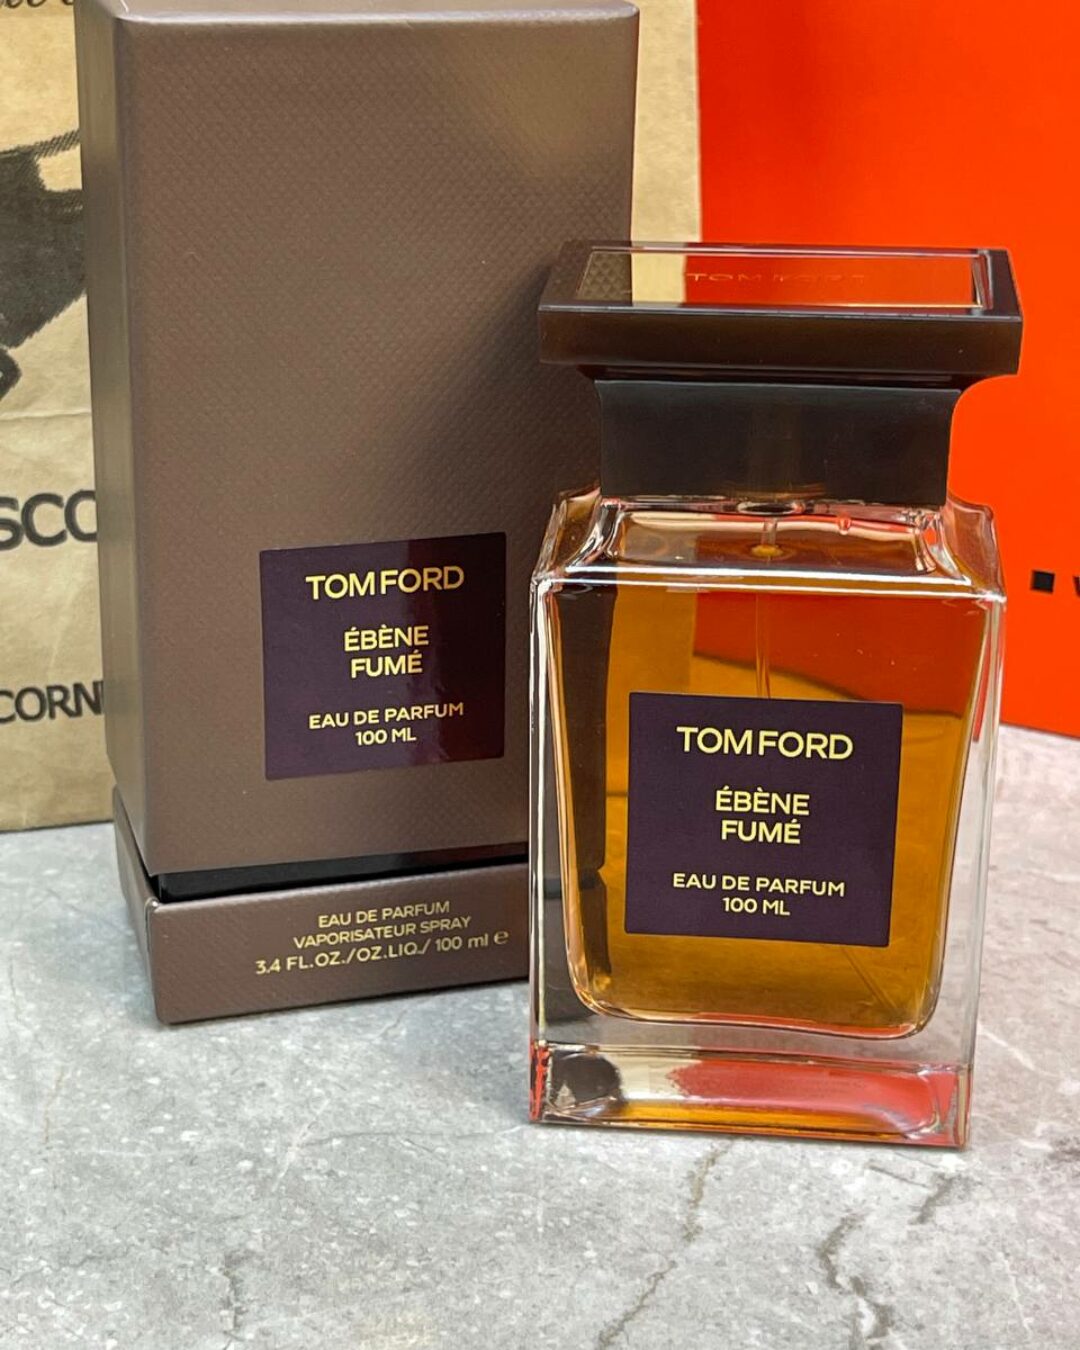 SCO
CORN
TOM FORD
ÉBÈNE
FUMÉ
EAU DE PARFUM
100 ML
EAU DE PARFUM
VAPORISATEUR SPRAY
3.4 FL.OZ./OZ.LIQ./ 100 ml ℮
TOM FORD
TOM FORD
ÉBÈNE
FUMÉ
EAU DE PARFUM
100 ML